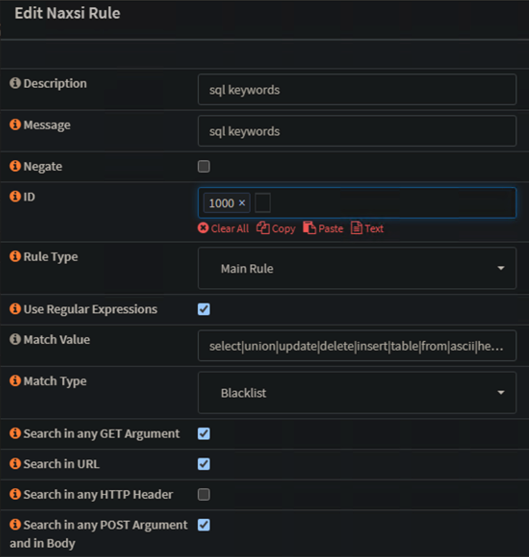 Edit Naxsi Rule
Description
sql keywords
Message
sql keywords
Negate
ID
1000 ×
Clear All Copy Paste Text
Rule Type
Main Rule
Use Regular Expressions
Match Value
select|union|update|delete|insert|table|from|ascii|he...
Match Type
Blacklist
Search in any GET Argument
Search in URL
Search in any HTTP Header
Search in any POST Argument
and in Body